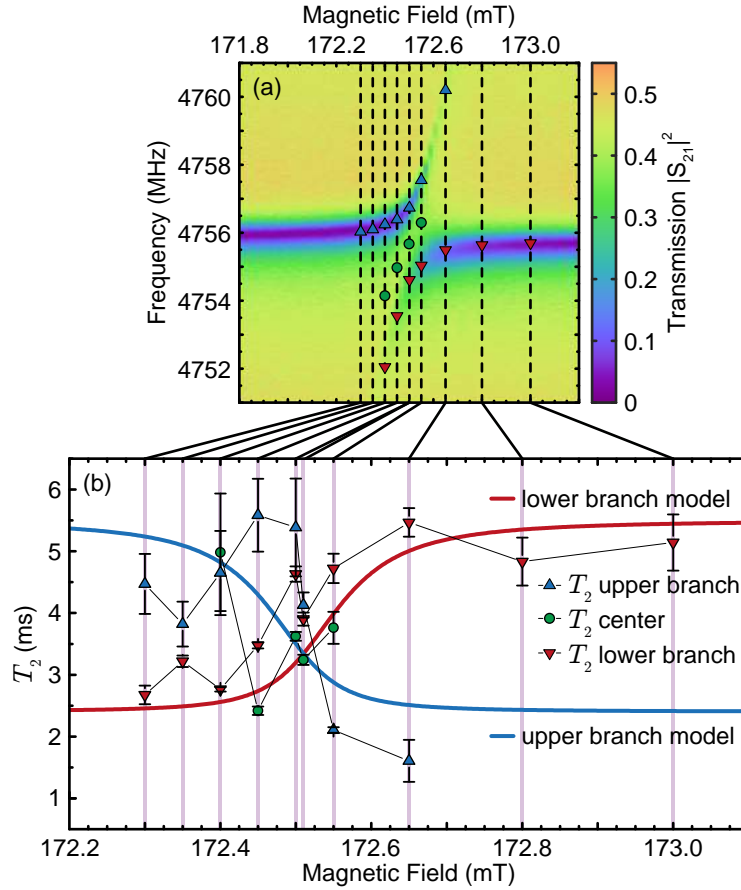 Magnetic Field (mT)
171.8 172.2 172.6 173.0
(a)
4760
4758
4756
4754
4752
Frequency (MHz)
0.5
0.4
0.3
0.2
0.1
0
Transmission |S21|2
(b)
6
5
4
3
2
1
T2 (ms)
lower branch model
T2 upper branch
T2 center
T2 lower branch
upper branch model
172.2 172.4 172.6 172.8 173.0
Magnetic Field (mT)